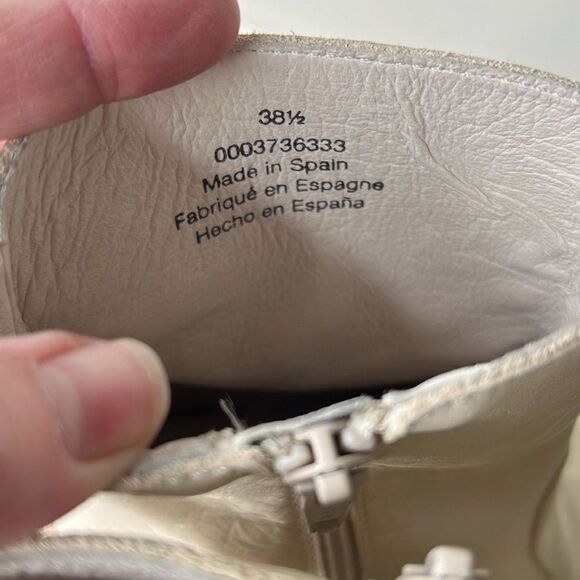 38½
0003736333
Made in Spain
Fabriqué en Espagne
Hecho en España